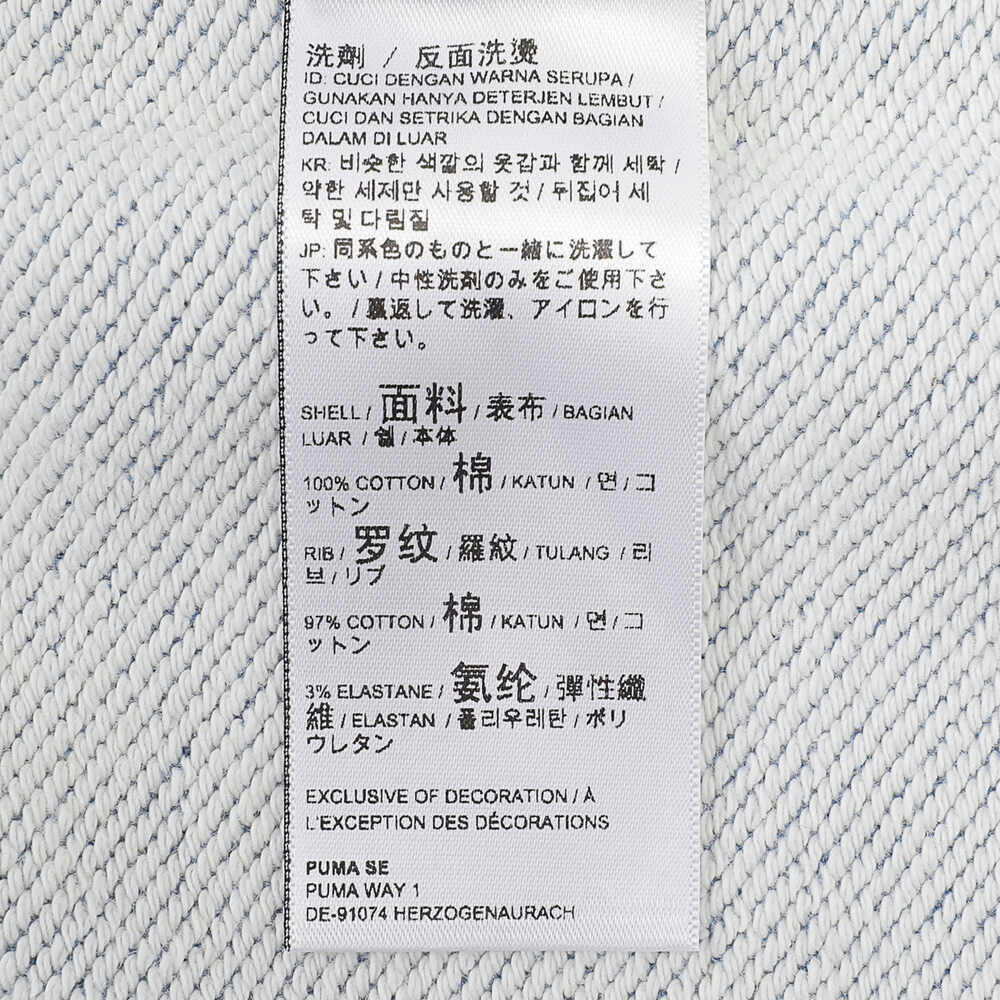 洗劑 / 反面洗燙
ID: CUCI DENGAN WARNA SERUPA /
GUNAKAN HANYA DETERJEN LEMBUT /
CUCI DAN SETRIKA DENGAN BAGIAN
DALAM DI LUAR
KR: 비슷한 색깔의 옷감과 함께 세탁 /
약한 세제만 사용할 것 / 뒤집어 세
탁 및 다림질
JP: 同系色のものと一緒に洗濯して
下さい / 中性洗剤のみをご使用下さ
い。 / 裏返して洗濯、アイロンを行
って下さい。
SHELL / 面料 / 表布 / BAGIAN
LUAR / 쉘 / 本体
100% COTTON / 棉 / KATUN / 면 / コ
ットン
RIB / 罗纹 / 羅紋 / TULANG / 리
브 / リブ
97% COTTON / 棉 / KATUN / 면 / コ
ットン
3% ELASTANE / 氨纶 / 彈性纖
維 / ELASTAN / 폴리우레탄 / ポリ
ウレタン
EXCLUSIVE OF DECORATION / À
L'EXCEPTION DES DÉCORATIONS
PUMA SE
PUMA WAY 1
DE-91074 HERZOGENAURACH